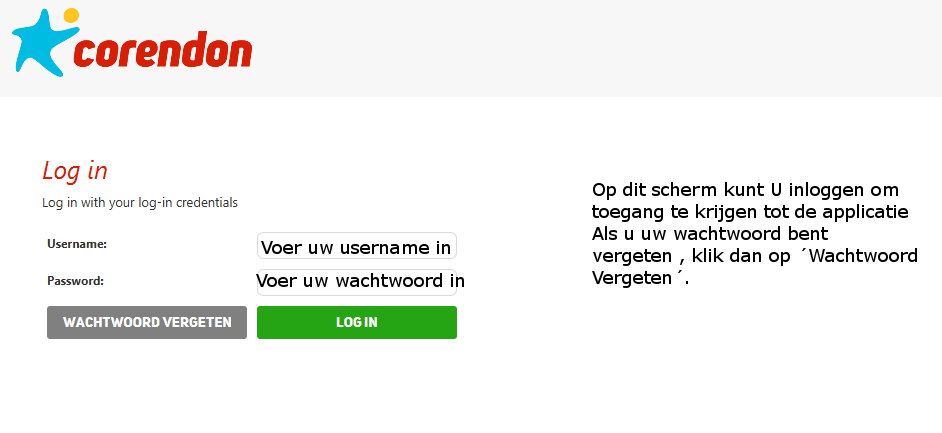 corendon
Log in
Log in with your log-in credentials
Username:
Voer uw username in
Password:
Voer uw wachtwoord in
WACHTWOORD VERGETEN
LOG IN
Op dit scherm kunt U inloggen om
toegang te krijgen tot de applicatie
Als u uw wachtwoord bent
vergeten , klik dan op ´Wachtwoord
Vergeten´.